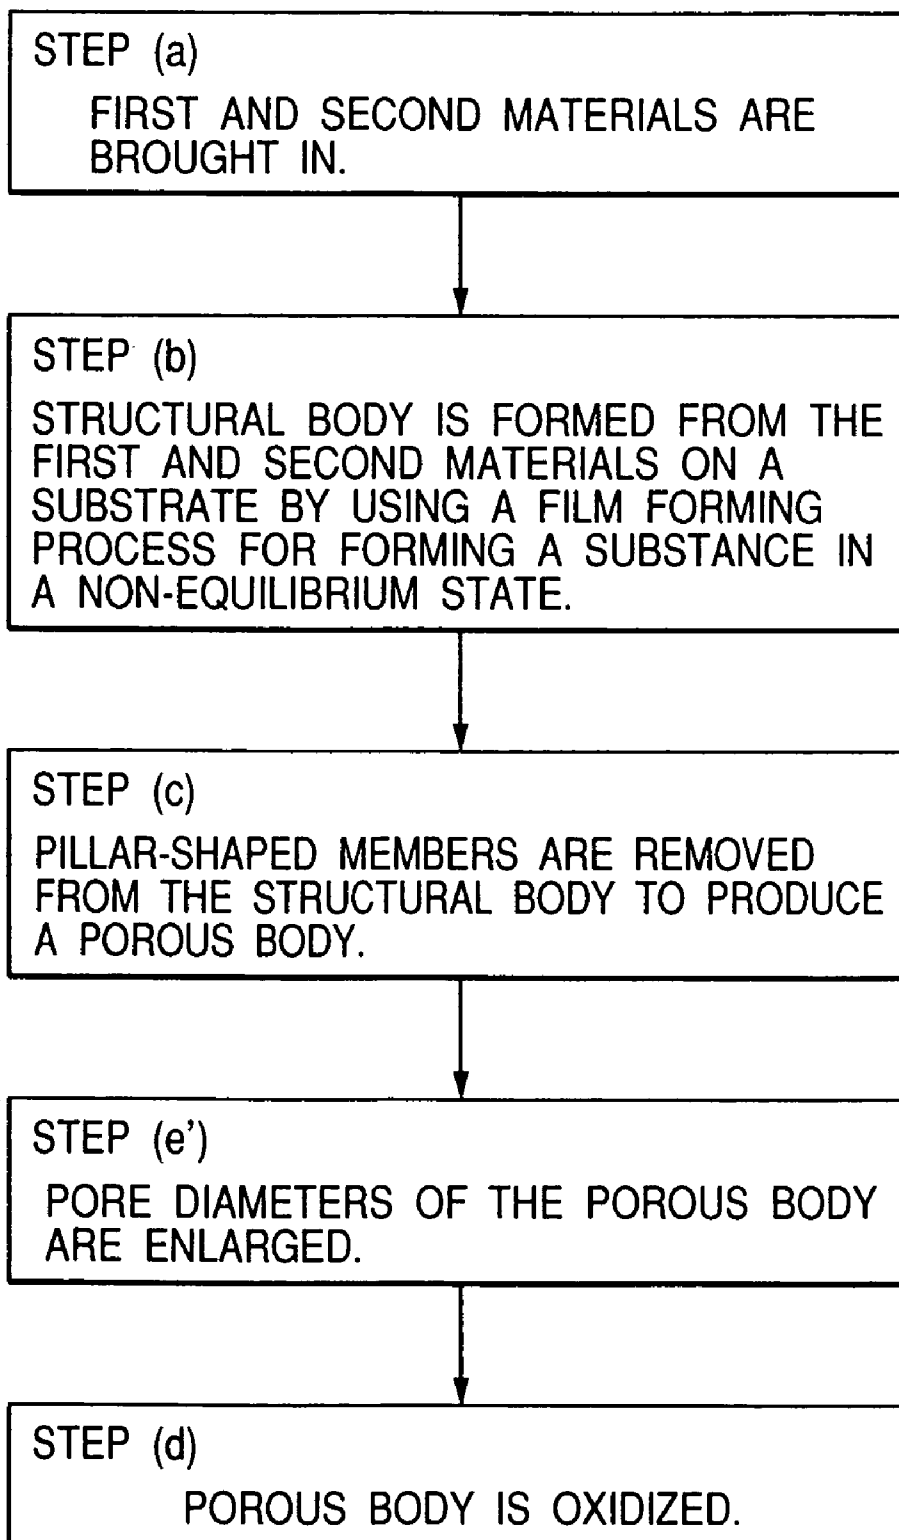 STEP (a)
FIRST AND SECOND MATERIALS ARE
BROUGHT IN.
STEP (b)
STRUCTURAL BODY IS FORMED FROM THE
FIRST AND SECOND MATERIALS ON A
SUBSTRATE BY USING A FILM FORMING
PROCESS FOR FORMING A SUBSTANCE IN
A NON-EQUILIBRIUM STATE.
STEP (c)
PILLAR-SHAPED MEMBERS ARE REMOVED
FROM THE STRUCTURAL BODY TO PRODUCE
A POROUS BODY.
STEP (e')
PORE DIAMETERS OF THE POROUS BODY
ARE ENLARGED.
STEP (d)
POROUS BODY IS OXIDIZED.